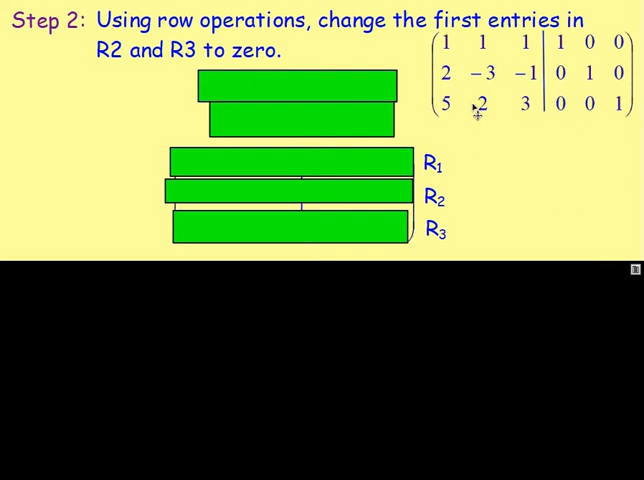 Step 2: Using row operations, change the first entries in
R2 and R3 to zero.
1 1 1 1 0 0
2 -3 -1 0 1 0
5 2 3 0 0 1
R1
R2
R3